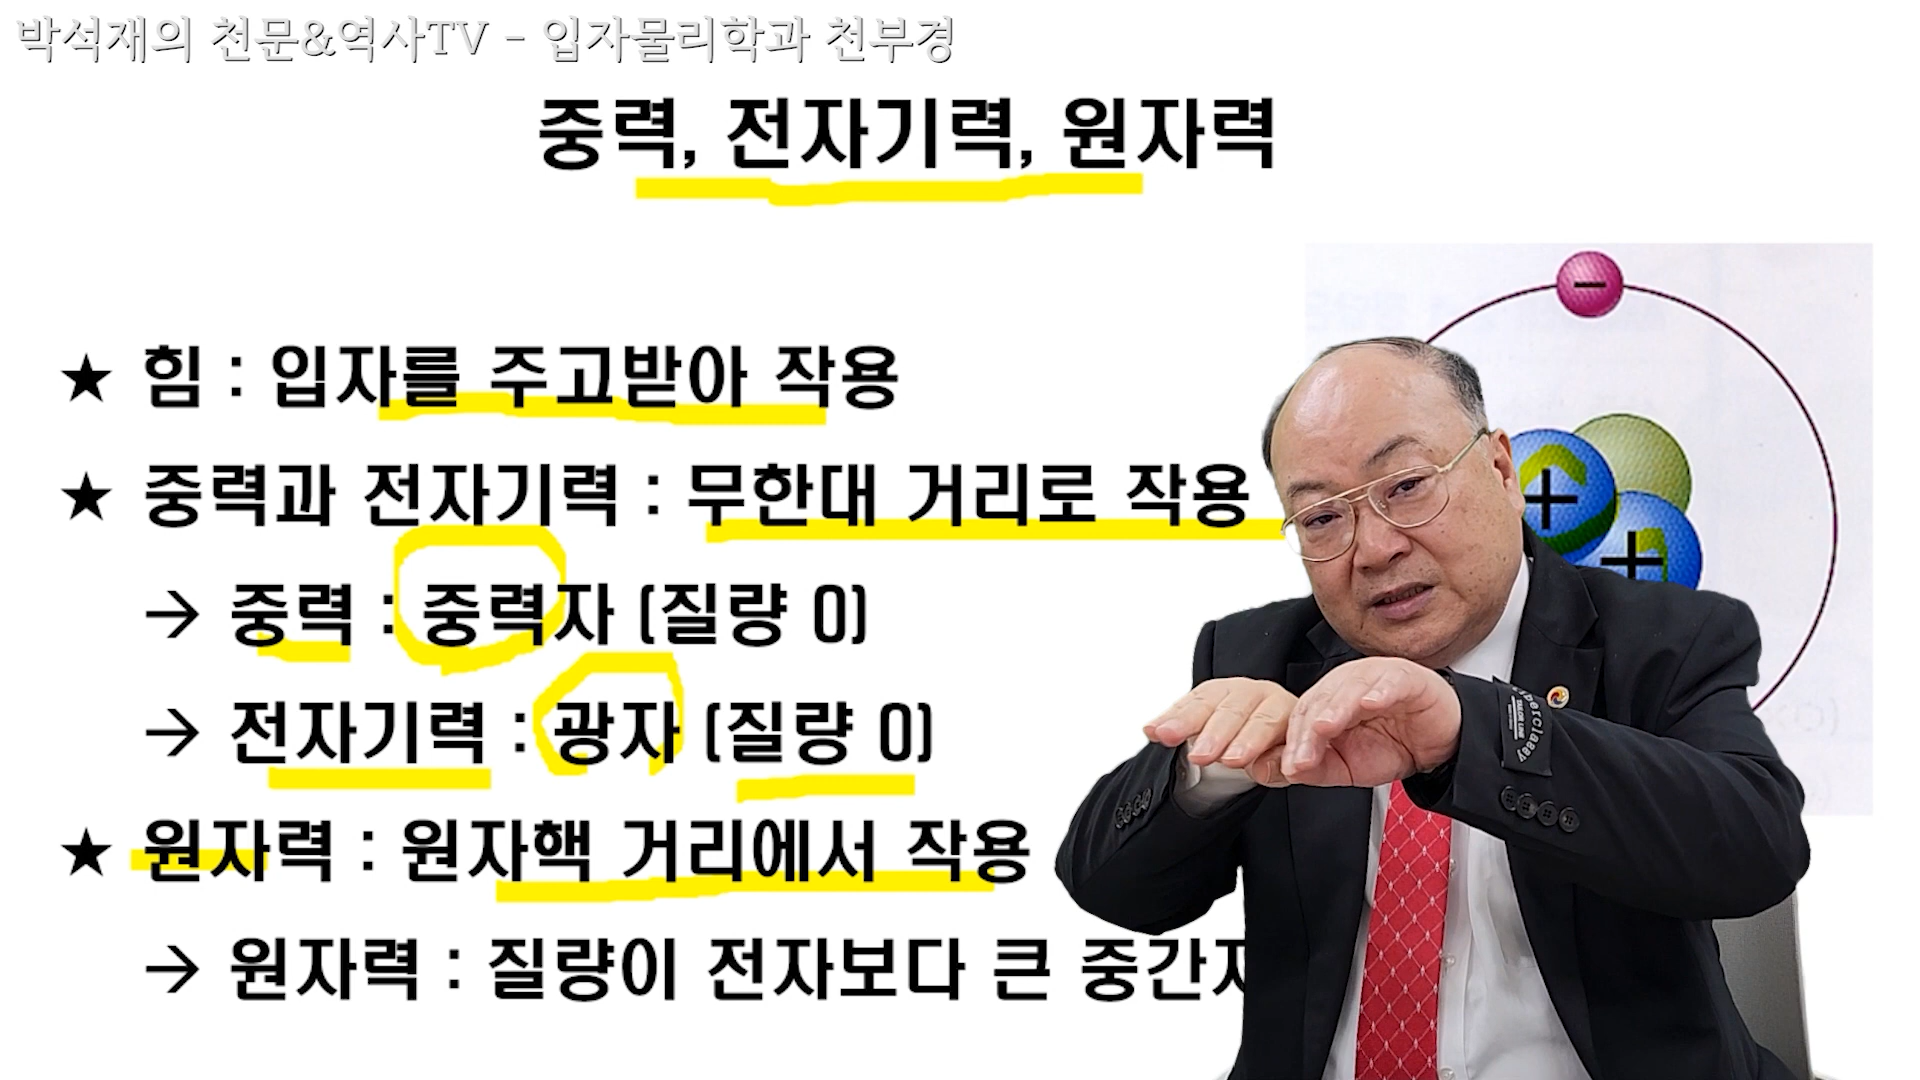 박석재의 천문&역사TV - 입자물리학과 천부경
중력, 전자기력, 원자력
★ 힘 : 입자를 주고받아 작용
★ 중력과 전자기력 : 무한대 거리로 작용
→ 중력 : 중력자 (질량 0)
→ 전자기력 : 광자 (질량 0)
★ 원자력 : 원자핵 거리에서 작용
→ 원자력 : 질량이 전자보다 큰 중간자
−
+
+
TAILOR LINE